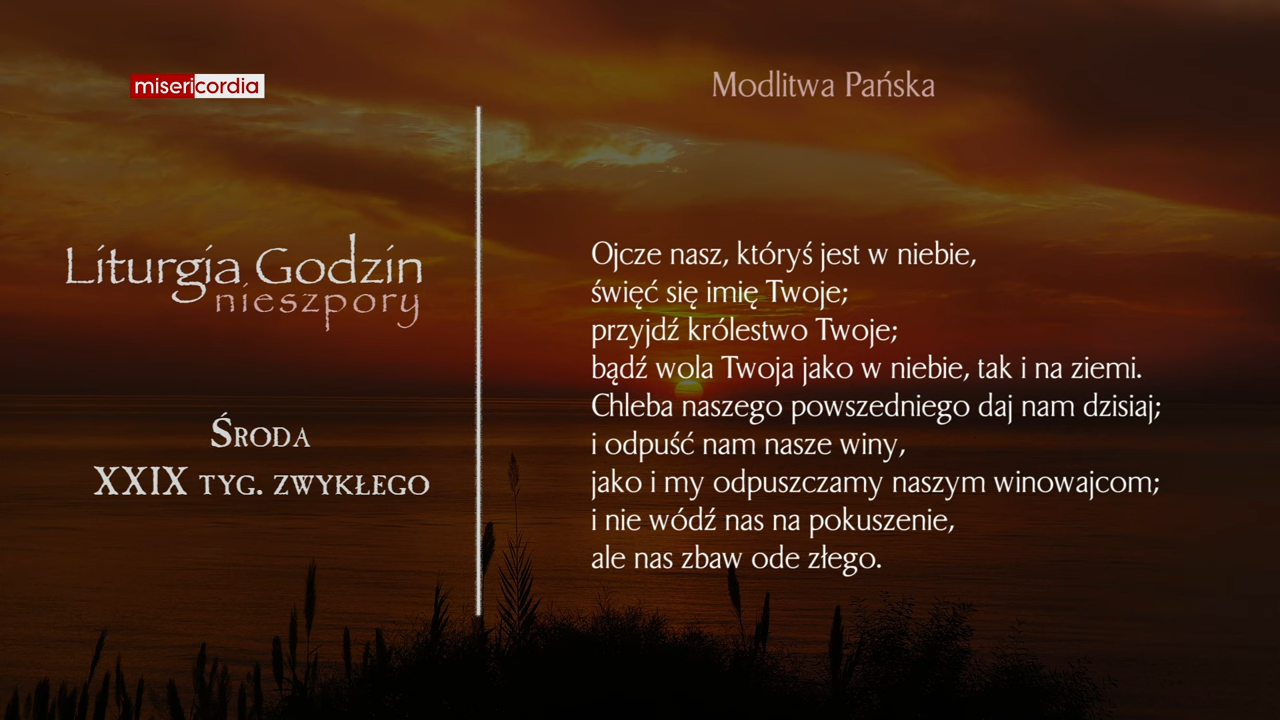 misericordia
Liturgia Godzin
nieszpory
Środa
XXIX tyg. zwykłego
Modlitwa Pańska
Ojcze nasz, któryś jest w niebie,
święć się imię Twoje;
przyjdź królestwo Twoje;
bądź wola Twoja jako w niebie, tak i na ziemi.
Chleba naszego powszedniego daj nam dzisiaj;
i odpuść nam nasze winy,
jako i my odpuszczamy naszym winowajcom;
i nie wódź nas na pokuszenie,
ale nas zbaw ode złego.